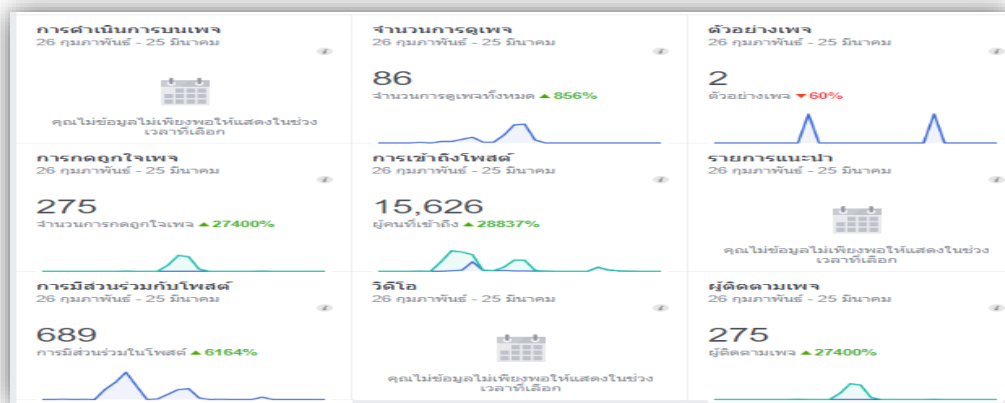 การดำเนินการบนเพจ
26 กุมภาพันธ์ - 25 มีนาคม
คุณไม่ข้อมูลไม่เพียงพอให้แสดงในช่วง
เวลาที่เลือก
จำนวนการดูเพจ
26 กุมภาพันธ์ - 25 มีนาคม
86
จำนวนการดูเพจทั้งหมด ▲ 856%
ตัวอย่างเพจ
26 กุมภาพันธ์ - 25 มีนาคม
2
ตัวอย่างเพจ ▼ 60%
การกดถูกใจเพจ
26 กุมภาพันธ์ - 25 มีนาคม
275
จำนวนการกดถูกใจเพจ ▲ 27400%
การเข้าถึงโพสต์
26 กุมภาพันธ์ - 25 มีนาคม
15,626
ผู้คนที่เข้าถึง ▲ 28837%
รายการแนะนำ
26 กุมภาพันธ์ - 25 มีนาคม
คุณไม่ข้อมูลไม่เพียงพอให้แสดงในช่วง
เวลาที่เลือก
การมีส่วนร่วมกับโพสต์
26 กุมภาพันธ์ - 25 มีนาคม
689
การมีส่วนร่วมในโพสต์ ▲ 6164%
วิดีโอ
26 กุมภาพันธ์ - 25 มีนาคม
คุณไม่ข้อมูลไม่เพียงพอให้แสดงในช่วง
เวลาที่เลือก
ผู้ติดตามเพจ
26 กุมภาพันธ์ - 25 มีนาคม
275
ผู้ติดตามเพจ ▲ 27400%